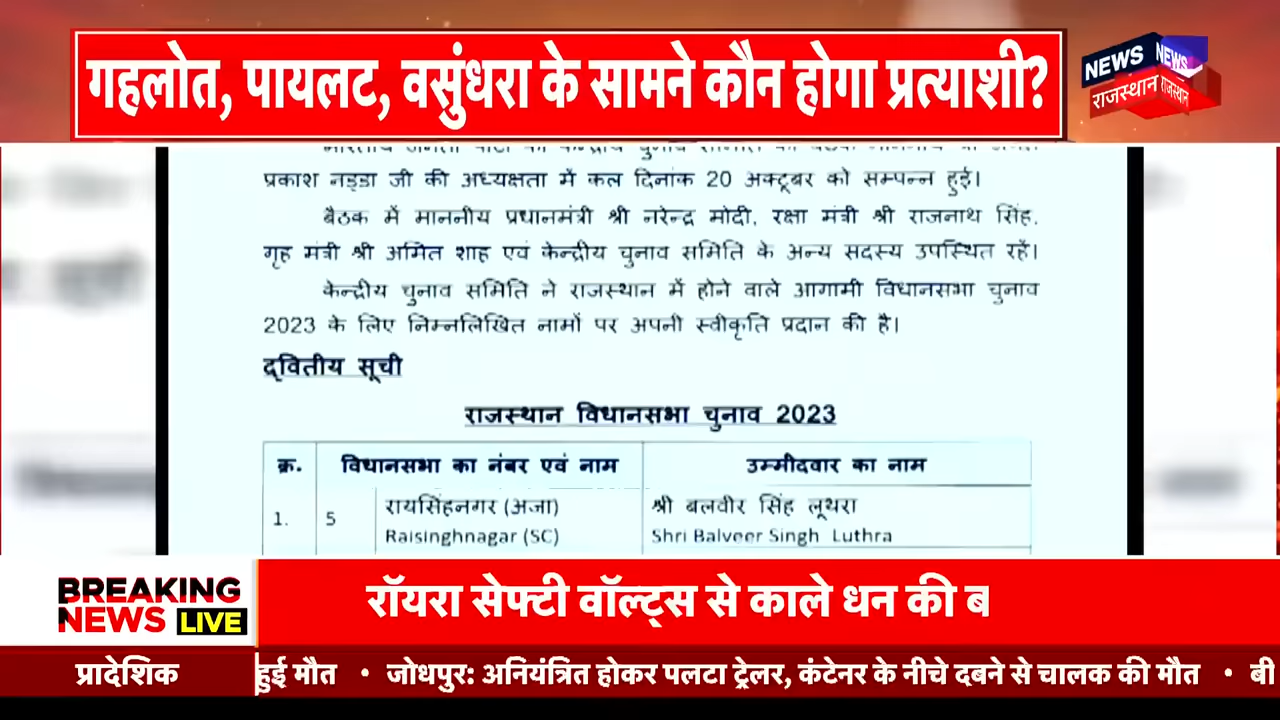 गहलोत, पायलट, वसुंधरा के सामने कौन होगा प्रत्याशी?
NEWS NEWS
राजस्थान राजस्थान
प्रकाश नड्डा जी की अध्यक्षता में कल दिनांक 20 अक्टूबर को सम्पन्न हुई।
बैठक में माननीय प्रधानमंत्री श्री नरेन्द्र मोदी, रक्षा मंत्री श्री राजनाथ सिंह,
गृह मंत्री श्री अमित शाह एवं केन्द्रीय चुनाव समिति के अन्य सदस्य उपस्थित रहें।
केन्द्रीय चुनाव समिति ने राजस्थान में होने वाले आगामी विधानसभा चुनाव
2023 के लिए निम्नलिखित नामों पर अपनी स्वीकृति प्रदान की है।
द्वितीय सूची
राजस्थान विधानसभा चुनाव 2023
क्र. विधानसभा का नंबर एवं नाम उम्मीदवार का नाम
1. 5 रायसिंहनगर (अजा) श्री बलवीर सिंह लूथरा
Raisinghnagar (SC) Shri Balveer Singh Luthra
BREAKING
NEWS LIVE
रॉयरा सेफ्टी वॉल्ट्स से काले धन की ब
प्रादेशिक हुई मौत • जोधपुर: अनियंत्रित होकर पलटा ट्रेलर, कंटेनर के नीचे दबने से चालक की मौत • बी